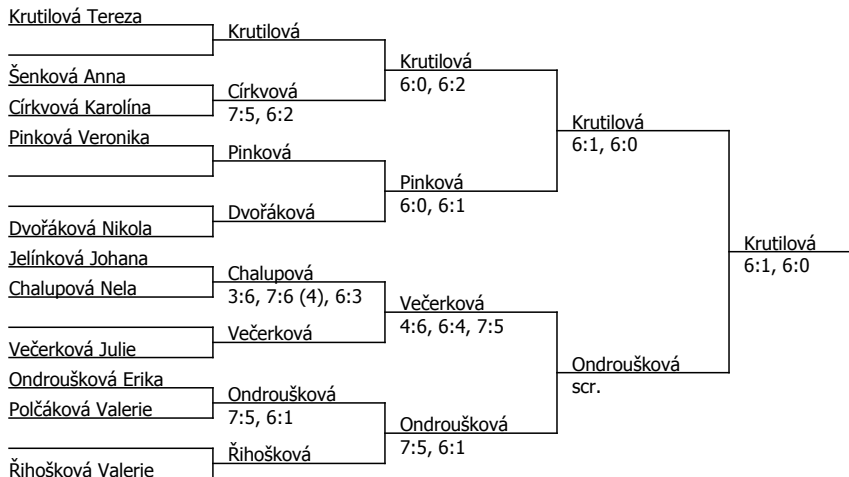 Krutilová Tereza
Šenková Anna
Církvová Karolína
Pinková Veronika
Dvořáková Nikola
Jelínková Johana
Chalupová Nela
Večerková Julie
Ondroušková Erika
Polčáková Valerie
Řihošková Valerie
Krutilová
Církvová
7:5, 6:2
Pinková
Dvořáková
Chalupová
3:6, 7:6 (4), 6:3
Večerková
Ondroušková
7:5, 6:1
Řihošková
Krutilová
6:0, 6:2
Pinková
6:0, 6:1
Večerková
4:6, 6:4, 7:5
Ondroušková
7:5, 6:1
Krutilová
6:1, 6:0
Ondroušková
scr.
Krutilová
6:1, 6:0